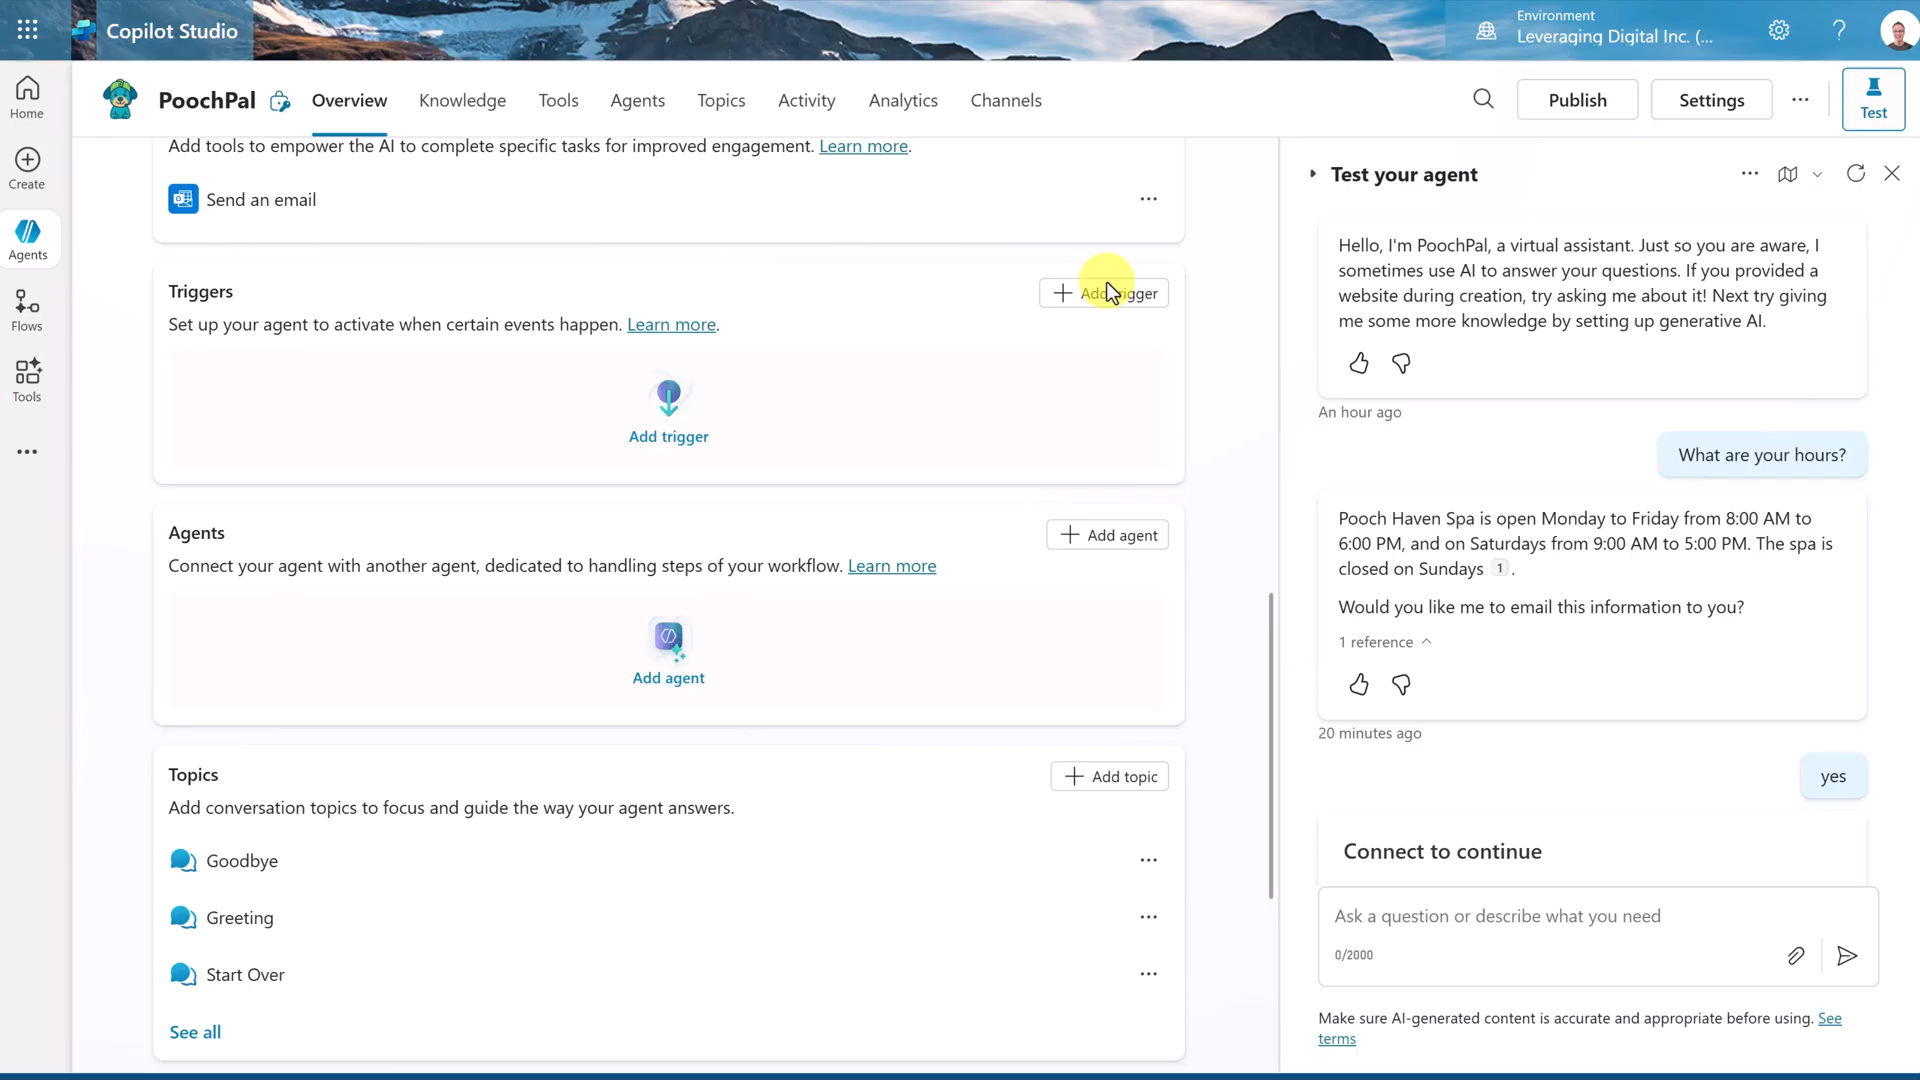 Copilot Studio
Environment
Leveraging Digital Inc. (...
PoochPal
Overview
Knowledge
Tools
Agents
Topics
Activity
Analytics
Channels
Publish
Settings
Test
Home
Create
Agents
Flows
Tools
Add tools to empower the AI to complete specific tasks for improved engagement. Learn more.
Send an email
Triggers
Add trigger
Set up your agent to activate when certain events happen. Learn more.
Add trigger
Agents
Add agent
Connect your agent with another agent, dedicated to handling steps of your workflow. Learn more
Add agent
Topics
Add topic
Add conversation topics to focus and guide the way your agent answers.
Goodbye
Greeting
Start Over
See all
Test your agent
Hello, I'm PoochPal, a virtual assistant. Just so you are aware, I
sometimes use AI to answer your questions. If you provided a
website during creation, try asking me about it! Next try giving
me some more knowledge by setting up generative AI.
An hour ago
What are your hours?
Pooch Haven Spa is open Monday to Friday from 8:00 AM to
6:00 PM, and on Saturdays from 9:00 AM to 5:00 PM. The spa is
closed on Sundays 1 .
Would you like me to email this information to you?
1 reference
20 minutes ago
yes
Connect to continue
Ask a question or describe what you need
0/2000
Make sure AI-generated content is accurate and appropriate before using. See
terms